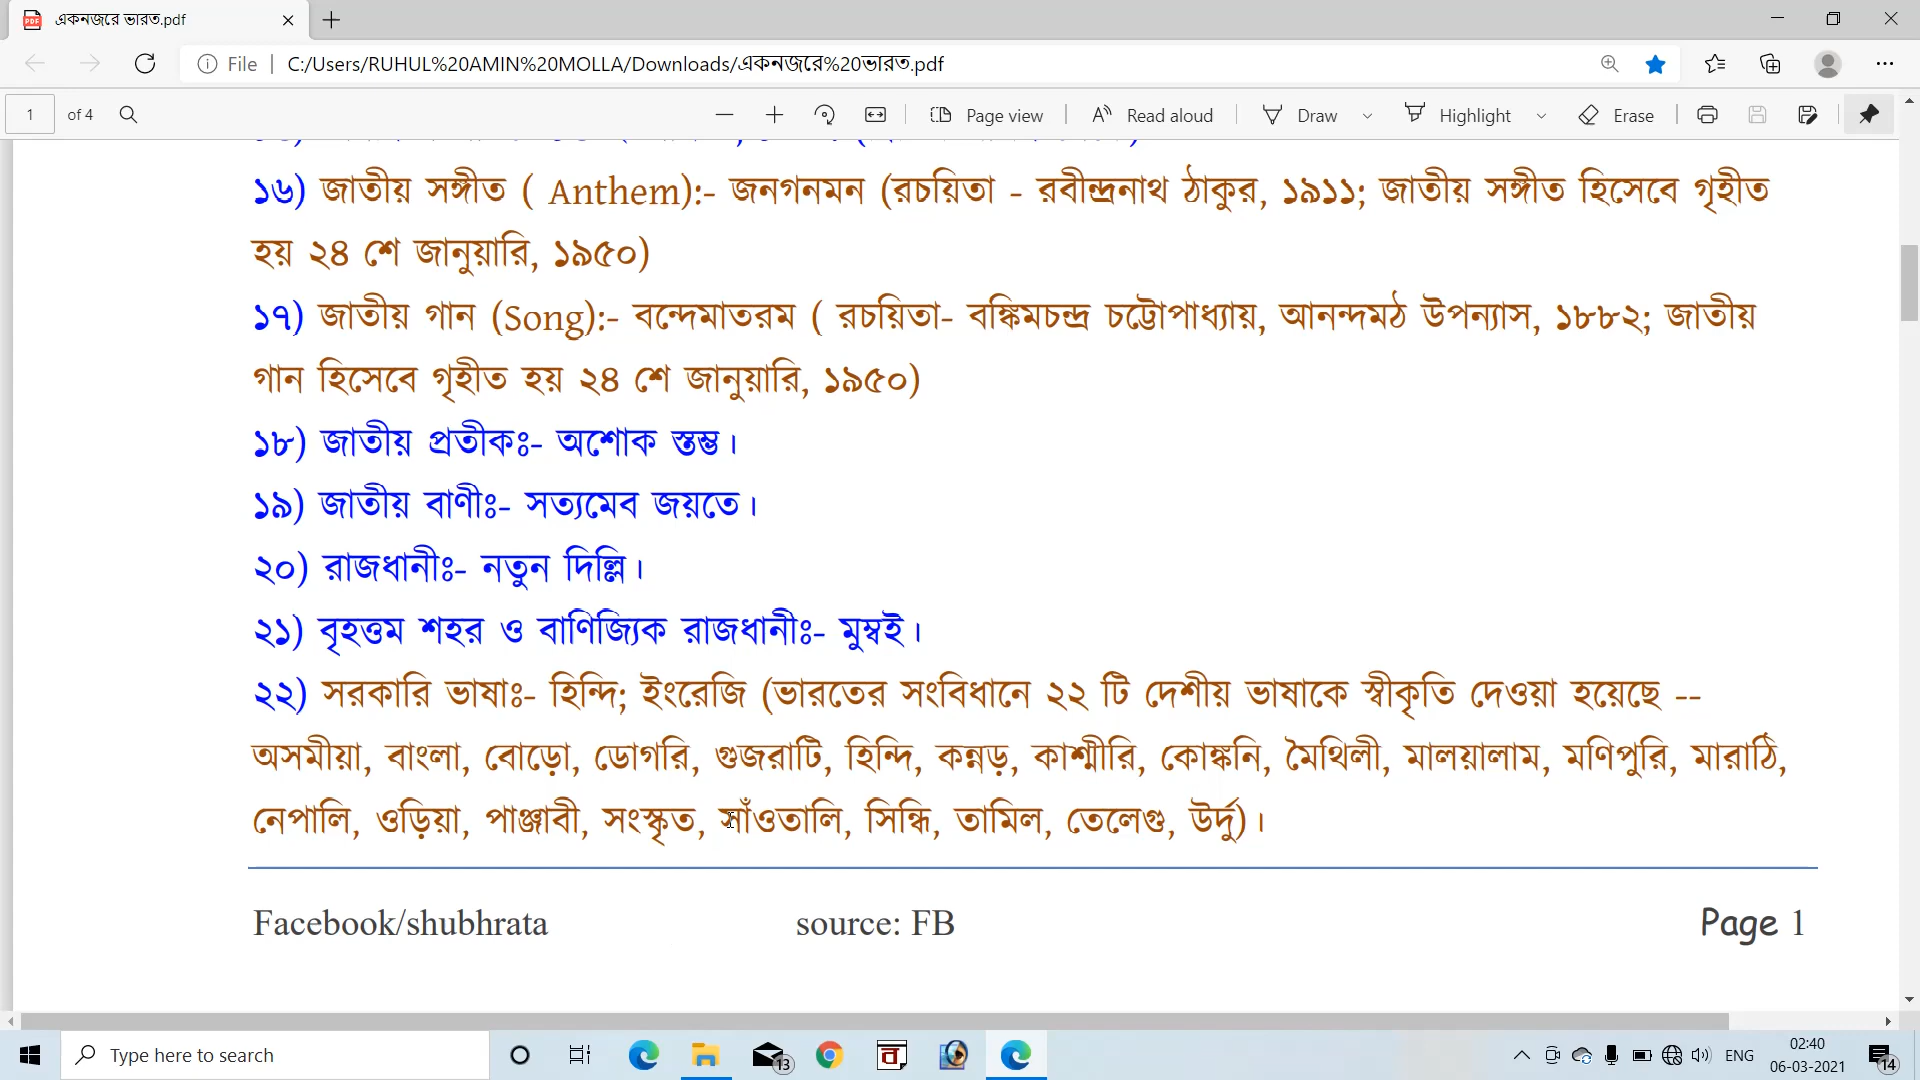 একনজরে ভারত.pdf
File
C:/Users/RUHUL%20AMIN%20MOLLA/Downloads/একনজরে%20ভারত.pdf
1 of 4
Page view
Read aloud
Draw
Highlight
Erase
১৬) জাতীয় সঙ্গীত ( Anthem):- জনগনমন (রচয়িতা - রবীন্দ্রনাথ ঠাকুর, ১৯১১; জাতীয় সঙ্গীত হিসেবে গৃহীত
হয় ২৪ শে জানুয়ারি, ১৯৫০)
১৭) জাতীয় গান (Song):- বন্দেমাতরম ( রচয়িতা- বঙ্কিমচন্দ্র চট্টোপাধ্যায়, আনন্দমঠ উপন্যাস, ১৮৮২; জাতীয়
গান হিসেবে গৃহীত হয় ২৪ শে জানুয়ারি, ১৯৫০)
১৮) জাতীয় প্রতীকঃ- অশোক স্তম্ভ।
১৯) জাতীয় বাণীঃ- সত্যমেব জয়তে।
২০) রাজধানীঃ- নতুন দিল্লি।
২১) বৃহত্তম শহর ও বাণিজ্যিক রাজধানীঃ- মুম্বই।
২২) সরকারি ভাষাঃ- হিন্দি; ইংরেজি (ভারতের সংবিধানে ২২ টি দেশীয় ভাষাকে স্বীকৃতি দেওয়া হয়েছে --
অসমীয়া, বাংলা, বোড়ো, ডোগরি, গুজরাটি, হিন্দি, কন্নড়, কাশ্মীরি, কোঙ্কনি, মৈথিলী, মালয়ালাম, মণিপুরি, মারাঠি,
নেপালি, ওড়িয়া, পাঞ্জাবী, সংস্কৃত, সাঁওতালি, সিন্ধি, তামিল, তেলেগু, উর্দু)।
Facebook/shubhrata
source: FB
Page 1
Type here to search
13
ENG
02:40
06-03-2021
14